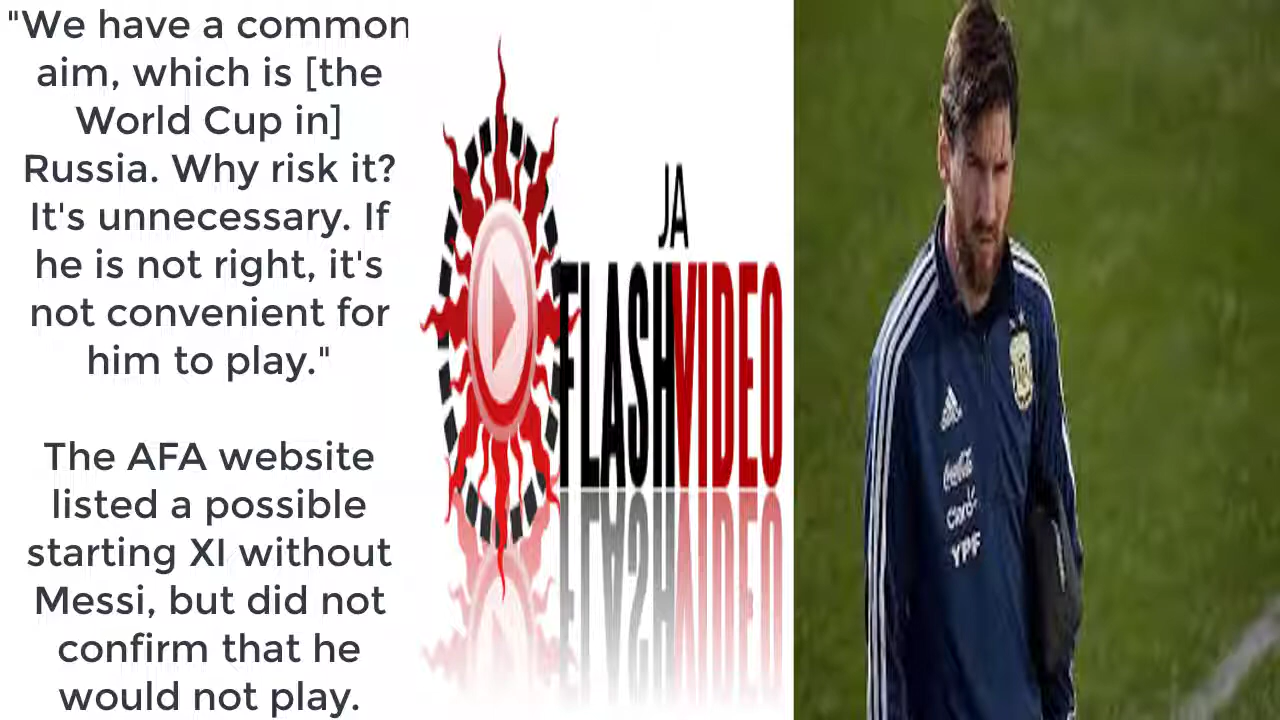 "We have a common
aim, which is [the
World Cup in]
Russia. Why risk it?
It's unnecessary. If
he is not right, it's
not convenient for
him to play."
The AFA website
listed a possible
starting XI without
Messi, but did not
confirm that he
would not play.
JA
FLASHVIDEO
Coca-Cola
Claro
YPF